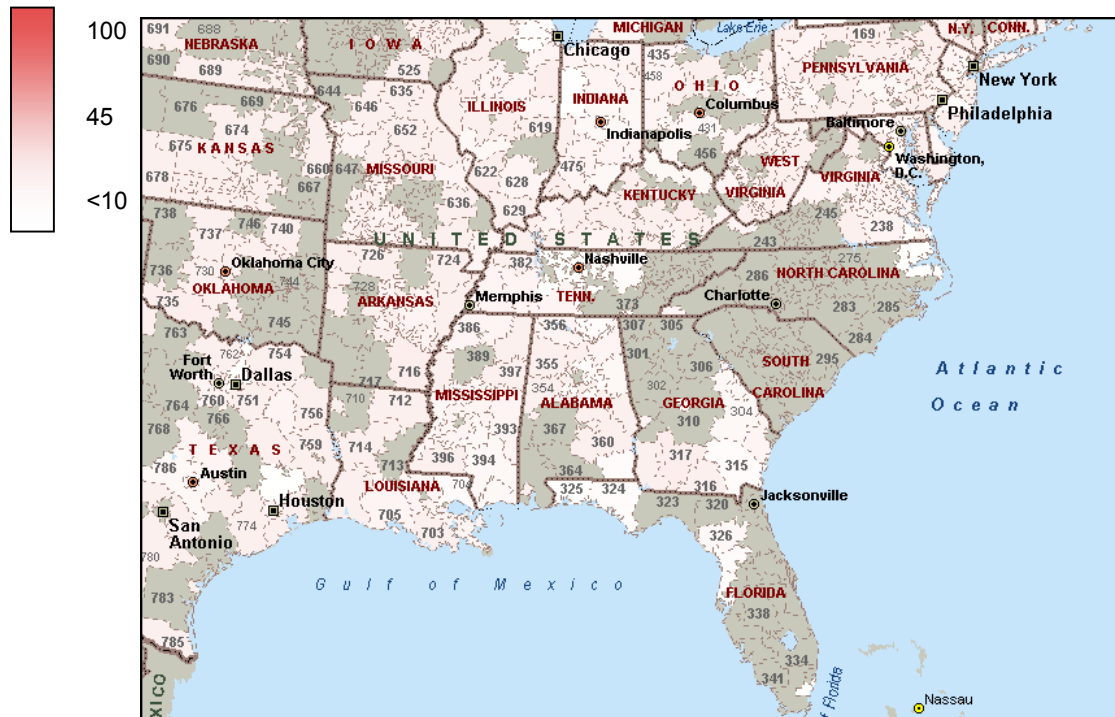 100
45
<10
691
688
NEBRASKA
690
689
I O W A
525
Chicago
MICHIGAN
Lake Erie
435
458
169
N.Y.
CONN.
PENNSYLVANIA
New York
Philadelphia
644
635
646
676
669
652
674
675
KANSAS
ILLINOIS
INDIANA
O H I O
Columbus
619
Indianapolis
431
456
Baltimore
Washington,
D.C.
660
647
MISSOURI
667
678
475
622
628
636
629
WEST
VIRGINIA
VIRGINIA
KENTUCKY
245
238
243
738
746
740
737
UNITED STATES
726
724
382
Nashville
275
736
730
Oklahoma City
OKLAHOMA
744
728
ARKANSAS
Memphis
TENN.
373
286
NORTH CAROLINA
Charlotte
283
285
284
735
745
763
762
754
386
356
307
305
301
306
SOUTH
CAROLINA
295
389
397
355
Fort
Worth
Dallas
760
751
717
716
710
712
MISSISSIPPI
354
ALABAMA
302
GEORGIA
304
310
764
766
756
768
759
T E X A S
714
713
393
367
360
396
394
317
315
786
Austin
LOUISIANA
704
364
325
324
316
323
320
Jacksonville
Houston
San
Antonio
774
705
703
326
780
783
785
FLORIDA
338
334
341
Atlantic
Ocean
Gulf of Mexico
XICO
of Florida
Nassau